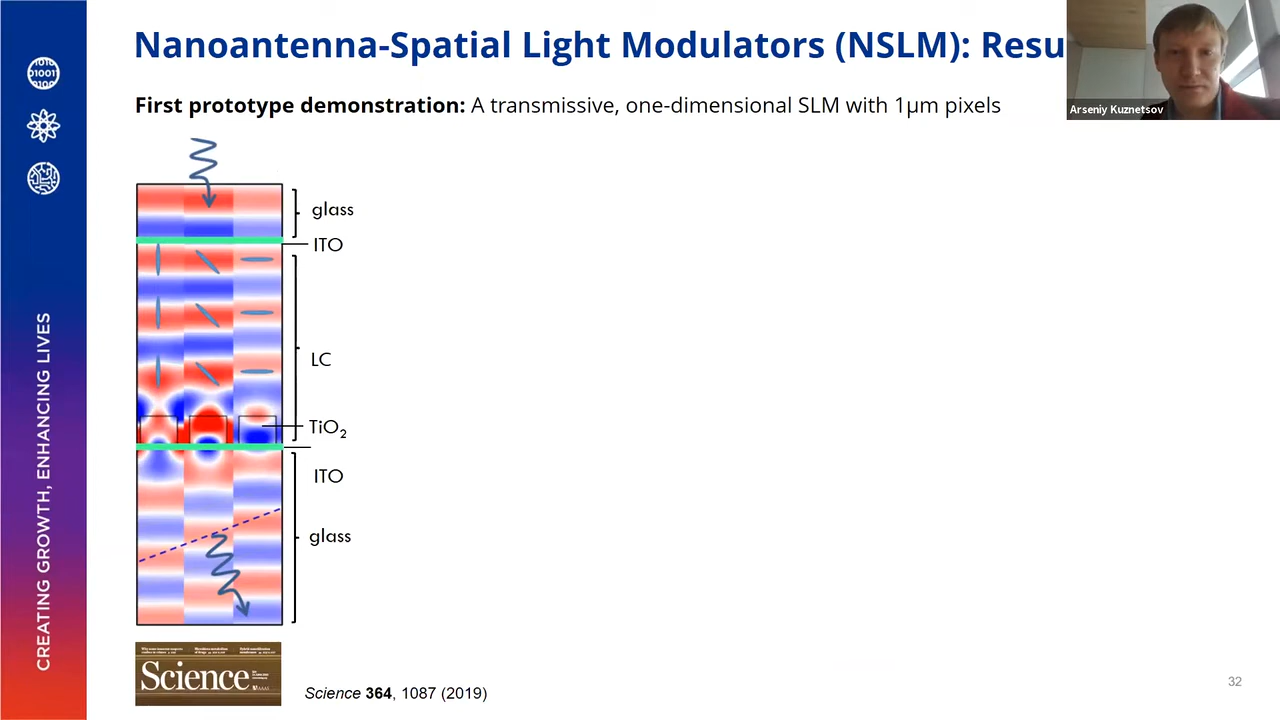 Nanoantenna-Spatial Light Modulators (NSLM): Resu
Arseniy Kuznetsov
First prototype demonstration: A transmissive, one-dimensional SLM with 1µm pixels
glass
ITO
LC
TiO2
ITO
glass
CREATING GROWTH, ENHANCING LIVES
Science
Science 364, 1087 (2019)
32